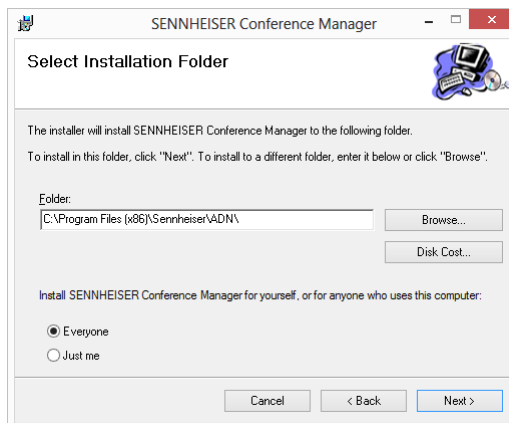 SENNHEISER Conference Manager
Select Installation Folder
The installer will install SENNHEISER Conference Manager to the following folder.
To install in this folder, click "Next". To install to a different folder, enter it below or click "Browse".
Folder:
C:\Program Files (x86)\Sennheiser\ADN\
Browse...
Disk Cost...
Install SENNHEISER Conference Manager for yourself, or for anyone who uses this computer:
Everyone
Just me
Cancel
< Back
Next >